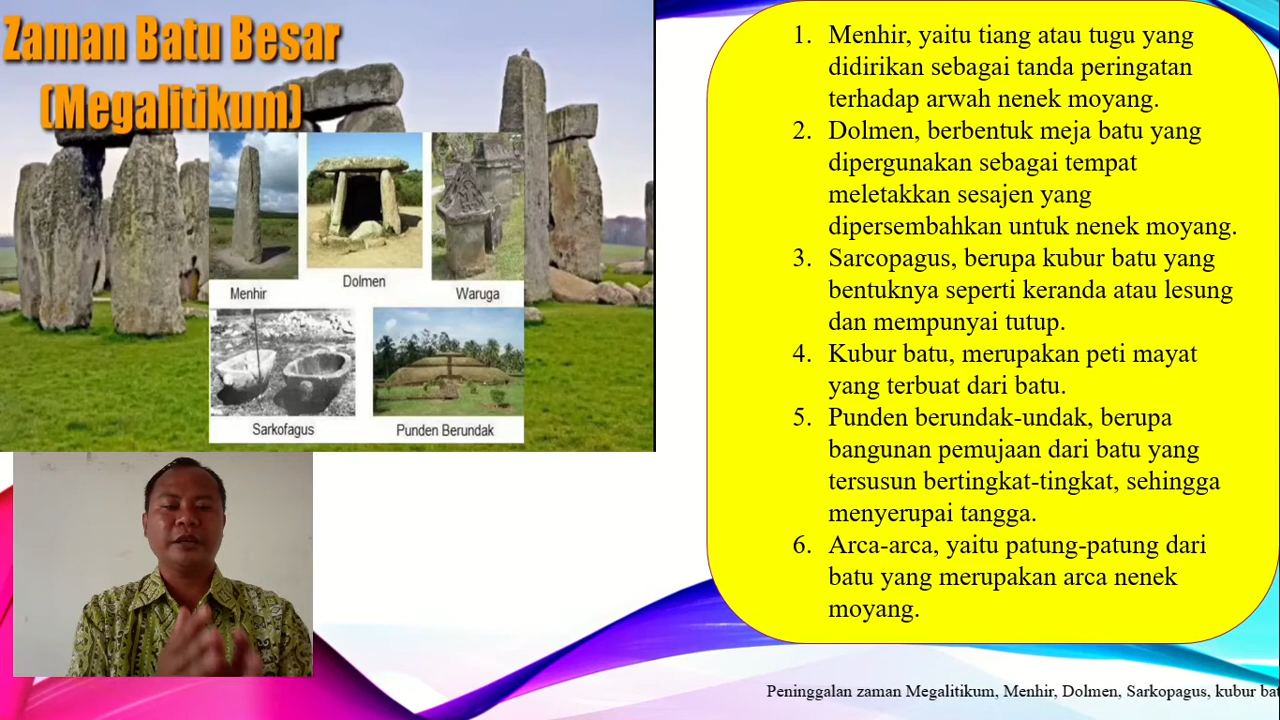 Zaman Batu Besar
(Megalitikum)
Menhir
Dolmen
Waruga
Sarkofagus
Punden Berundak
1. Menhir, yaitu tiang atau tugu yang
didirikan sebagai tanda peringatan
terhadap arwah nenek moyang.
2. Dolmen, berbentuk meja batu yang
dipergunakan sebagai tempat
meletakkan sesajen yang
dipersembahkan untuk nenek moyang.
3. Sarcopagus, berupa kubur batu yang
bentuknya seperti keranda atau lesung
dan mempunyai tutup.
4. Kubur batu, merupakan peti mayat
yang terbuat dari batu.
5. Punden berundak-undak, berupa
bangunan pemujaan dari batu yang
tersusun bertingkat-tingkat, sehingga
menyerupai tangga.
6. Arca-arca, yaitu patung-patung dari
batu yang merupakan arca nenek
moyang.
Peninggalan zaman Megalitikum, Menhir, Dolmen, Sarkopagus, kubur bat